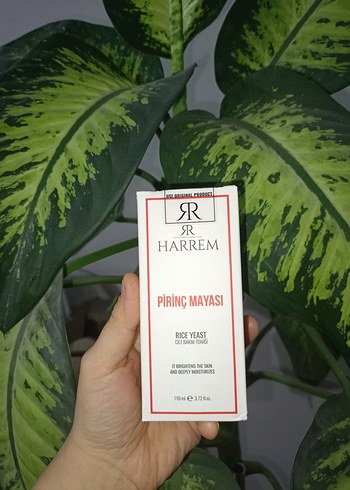 USE ORIGINAL PRODUCT
RR
RR
HARREM
PİRİNÇ MAYASI
RICE YEAST
CİLT BAKIM TONİĞİ
IT BRIGHTENS THE SKIN
AND DEEPLY MOISTURIZES
110 ml ℮ 3.72 fl.oz.